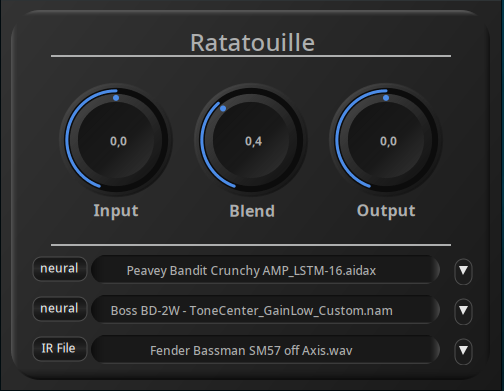 Ratatouille
0,0 0,4 0,0
Input Blend Output
neural Peavey Bandit Crunchy AMP_LSTM-16.aidax
neural Boss BD-2W - ToneCenter_GainLow_Custom.nam
IR File Fender Bassman SM57 off Axis.wav